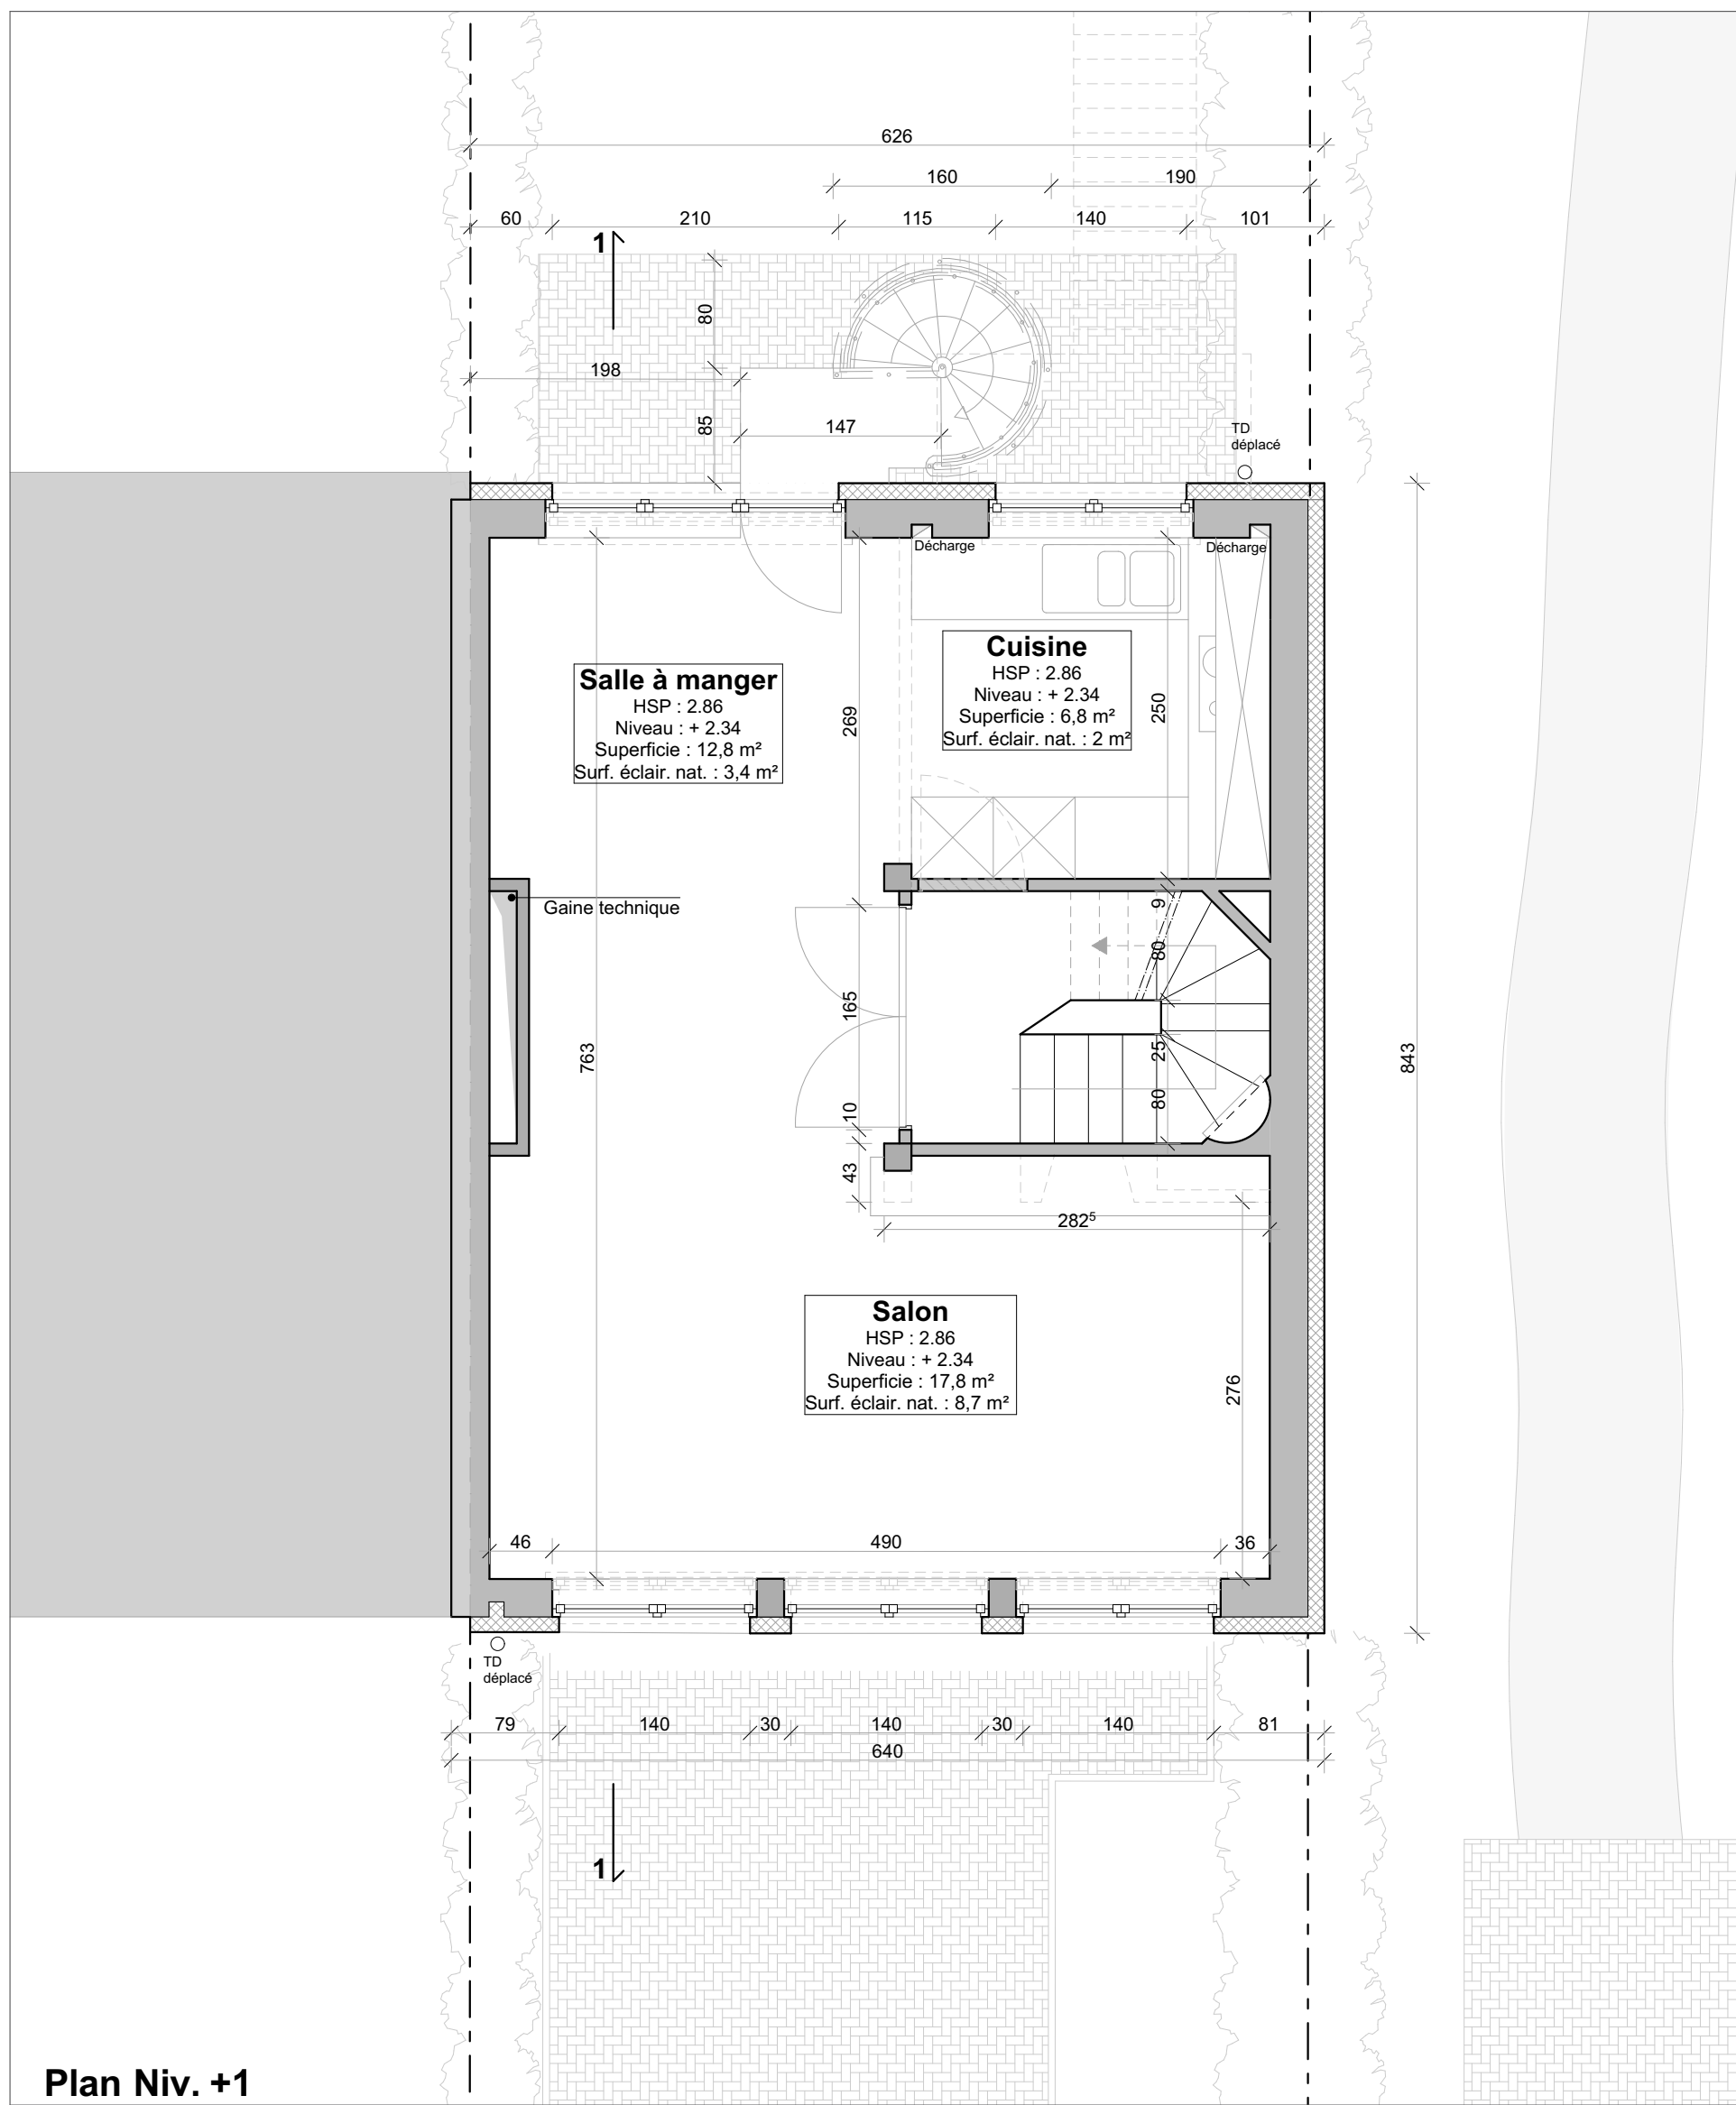 626
160
190
60
210
115
140
101
1
80
198
85
147
TD
déplacé
Décharge
Décharge
Cuisine
HSP : 2.86
Niveau : + 2.34
Superficie : 6,8 m²
Surf. éclair. nat. : 2 m²
Salle à manger
HSP : 2.86
Niveau : + 2.34
Superficie : 12,8 m²
Surf. éclair. nat. : 3,4 m²
269
250
Gaine technique
9
80
165
763
25
843
80
10
43
282⁵
Salon
HSP : 2.86
Niveau : + 2.34
Superficie : 17,8 m²
Surf. éclair. nat. : 8,7 m²
276
46
490
36
TD
déplacé
79
140
30
140
30
140
81
640
1
Plan Niv. +1